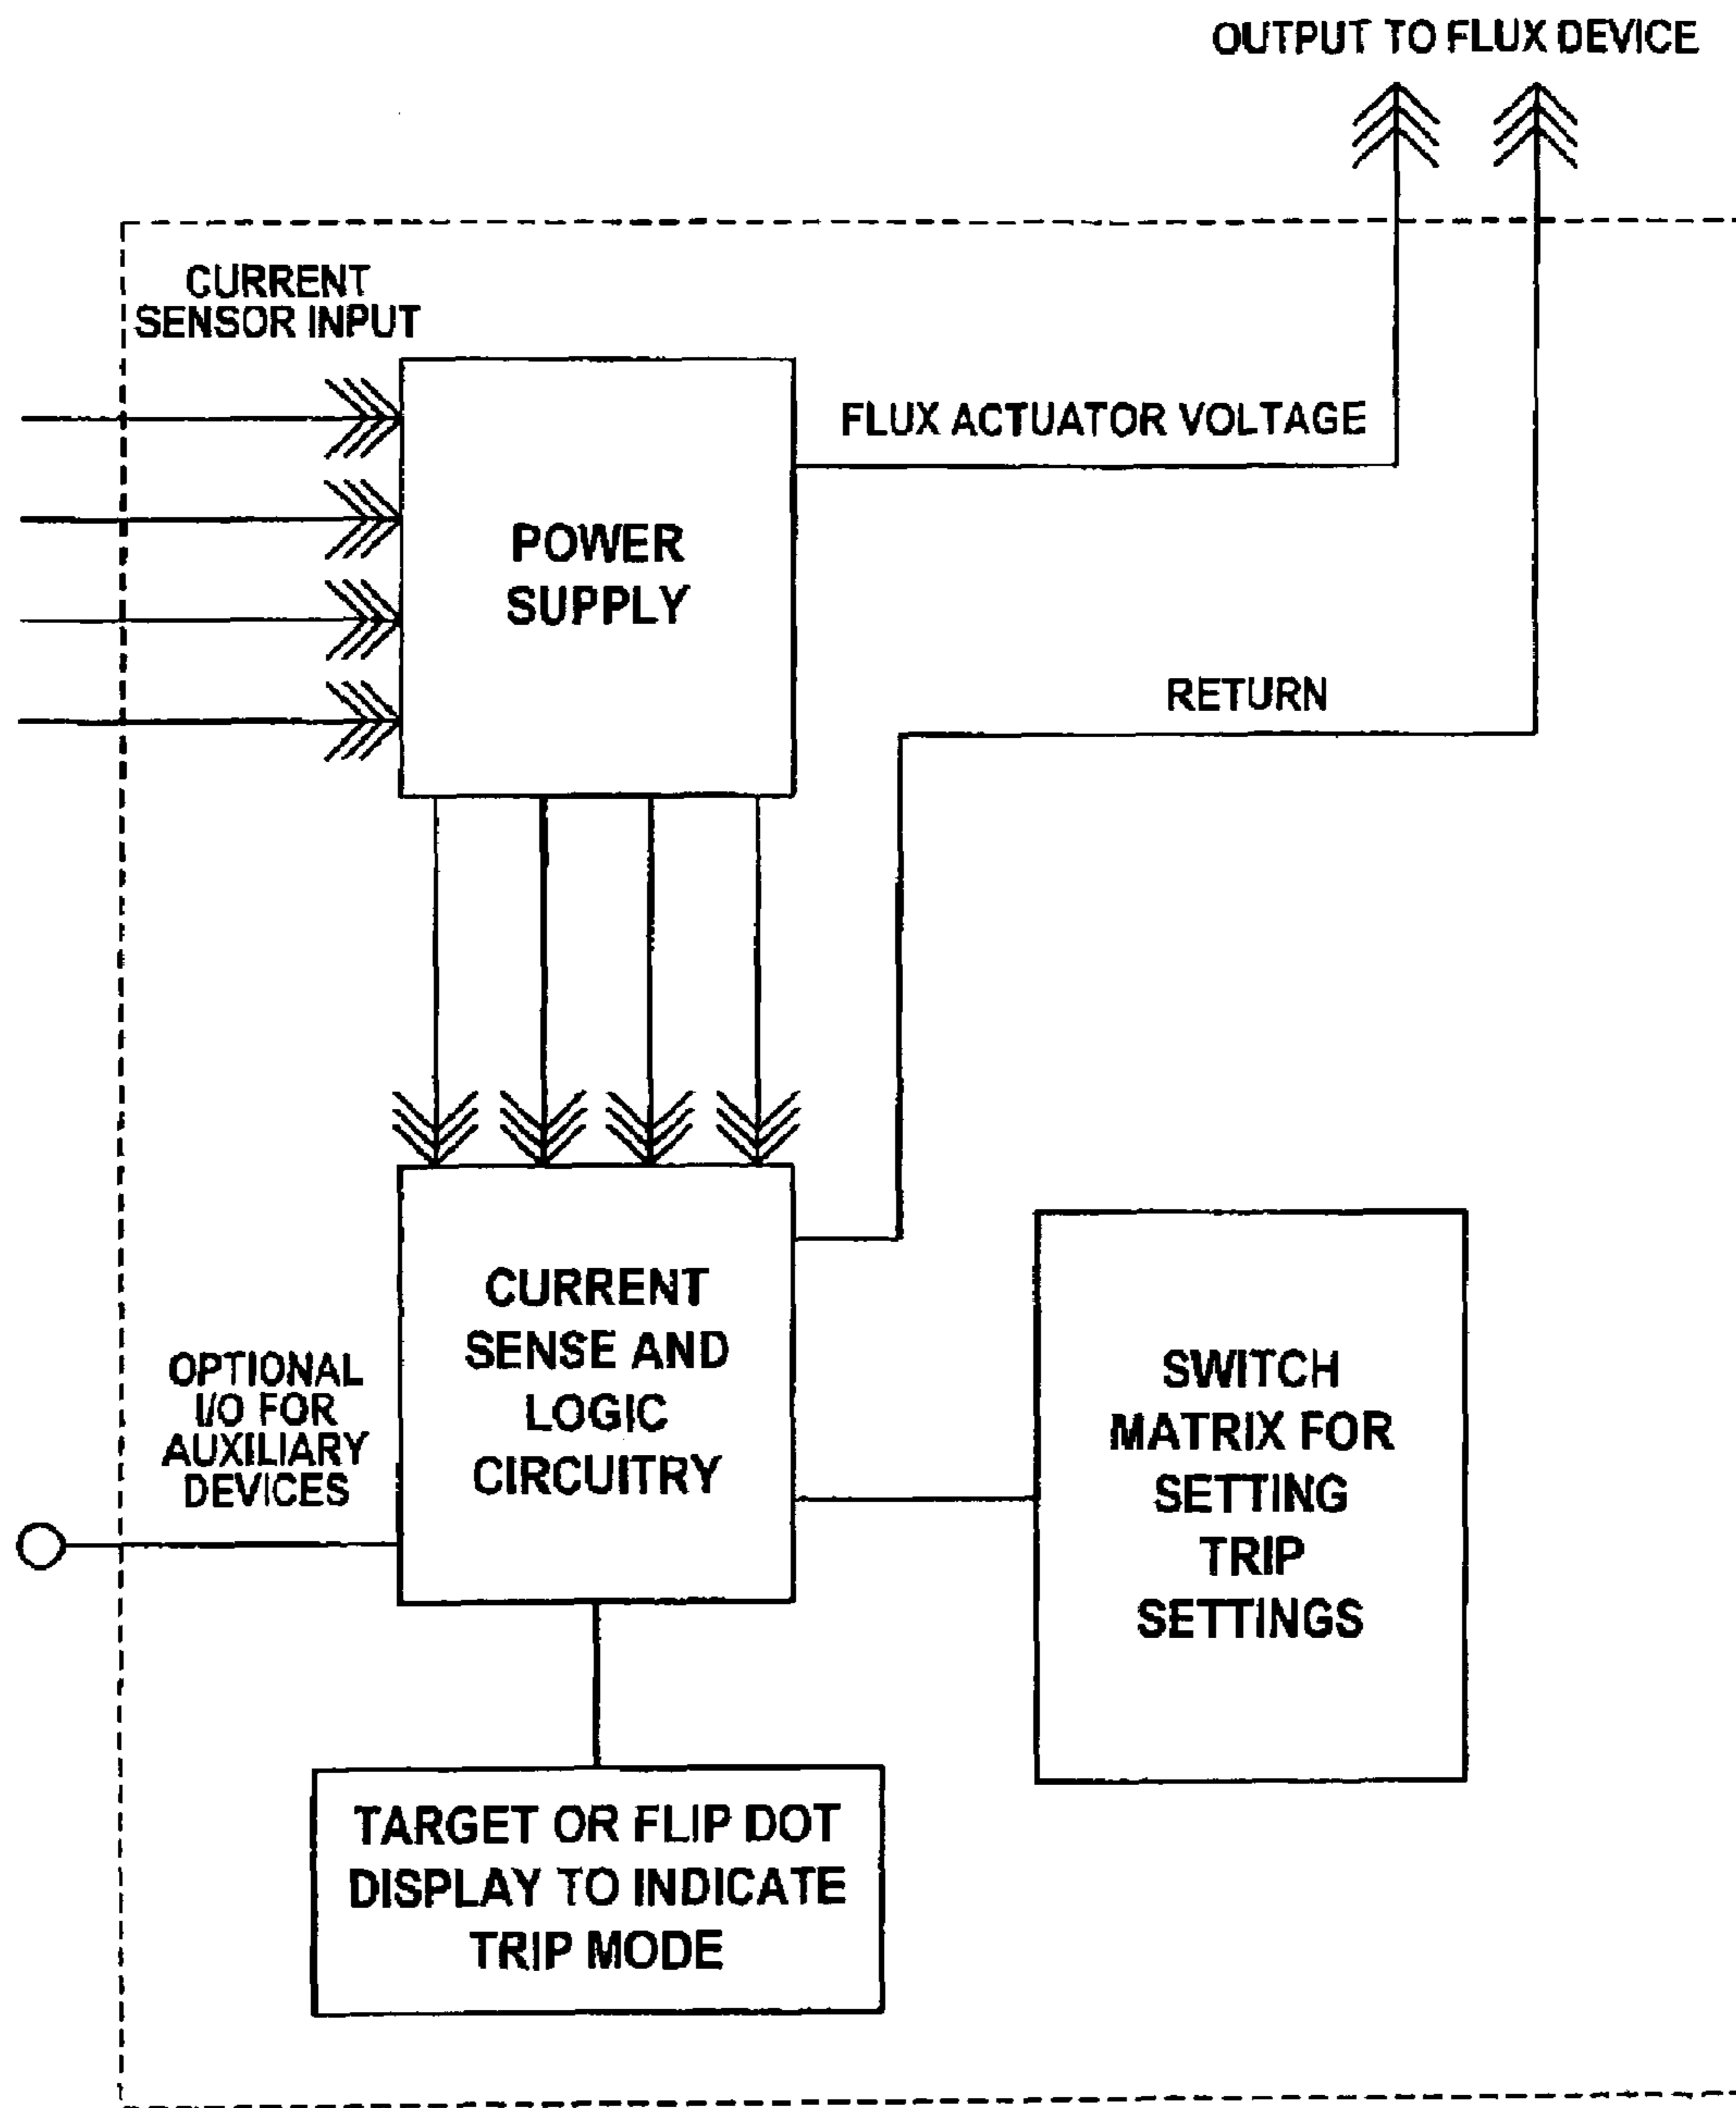 OUTPUT TO FLUX DEVICE
CURRENT
SENSOR INPUT
FLUX ACTUATOR VOLTAGE
POWER
SUPPLY
RETURN
CURRENT
SENSE AND
LOGIC
CIRCUITRY
OPTIONAL
I/O FOR
AUXILIARY
DEVICES
SWITCH
MATRIX FOR
SETTING
TRIP
SETTINGS
TARGET OR FLIP DOT
DISPLAY TO INDICATE
TRIP MODE